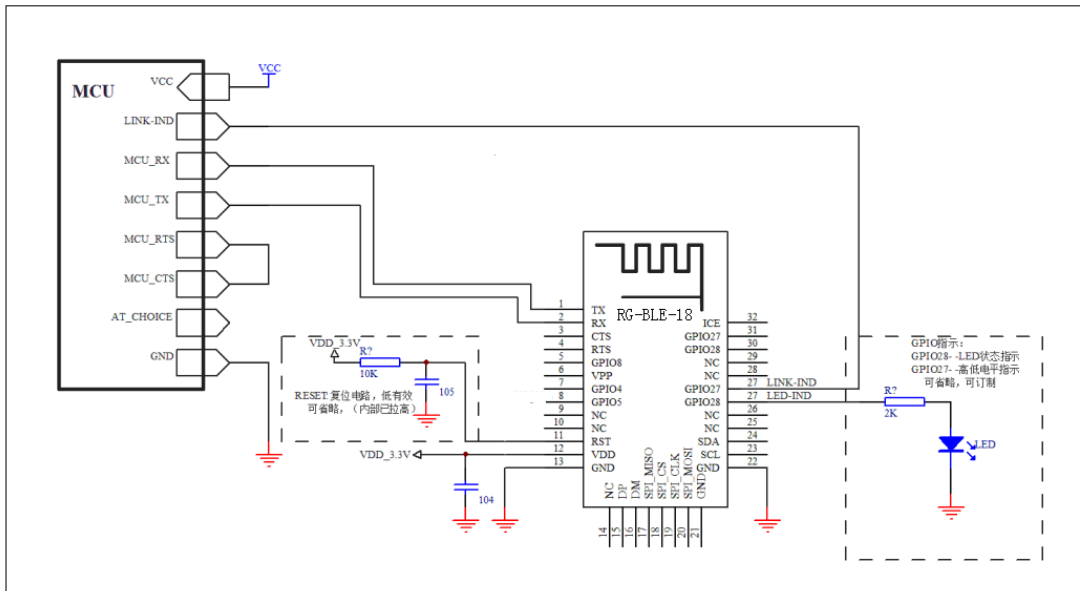 MCU
VCC
VCC
LINK-IND
MCU_RX
MCU_TX
MCU_RTS
MCU_CTS
AT_CHOICE
GND
VDD_3.3V
R?
10K
105
RESET复位电路，低有效
可省略，（内部已拉高）
VDD_3.3V
104
RG-BLE-18
1 TX
2 RX
3 CTS
4 RTS
5 GPIO8
6 VPP
7 GPIO4
8 GPIO5
9 NC
10 NC
11 RST
12 VDD
13 GND
NC 14
DP 15
DM 16
SPI_MISO 17
SPI_CS 18
SPI_CLK 19
SPI_MOSI 20
GND 21
ICE 32
GPIO27 31
GPIO28 30
NC 29
NC 28
GPIO27 27 LINK-IND
GPIO28 27 LED-IND
NC 26
NC 25
SDA 24
SCL 23
GND 22
GPIO指示:
GPIO28--LED状态指示
GPIO27--高低电平指示
可省略，可订制
R?
2K
LED